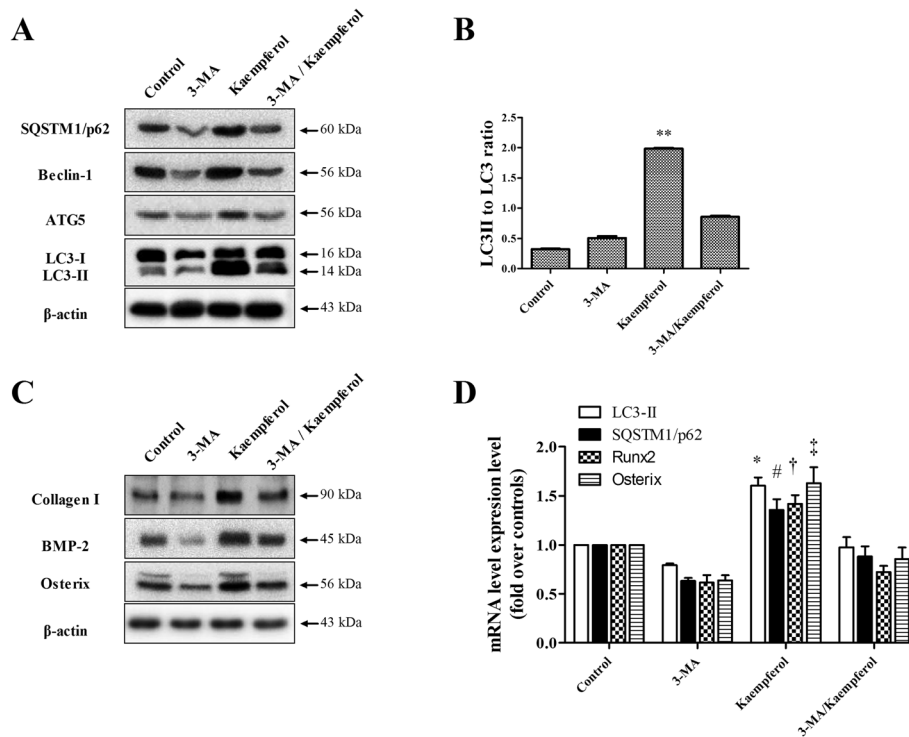 A
Control
3-MA
Kaempferol
3-MA / Kaempferol
SQSTM1/p62
60 kDa
Beclin-1
56 kDa
ATG5
56 kDa
LC3-I
16 kDa
LC3-II
14 kDa
β-actin
43 kDa
B
LC3II to LC3 ratio
2.5
2.0
1.5
1.0
0.5
0.0
**
Control
3-MA
Kaempferol
3-MA/Kaempferol
C
Control
3-MA
Kaempferol
3-MA / Kaempferol
Collagen I
90 kDa
BMP-2
45 kDa
Osterix
56 kDa
β-actin
43 kDa
D
LC3-II
SQSTM1/p62
Runx2
Osterix
mRNA level expresion level
(fold over controls)
2.0
1.5
1.0
0.5
0.0
* # † ‡
Control
3-MA
Kaempferol
3-MA/Kaempferol